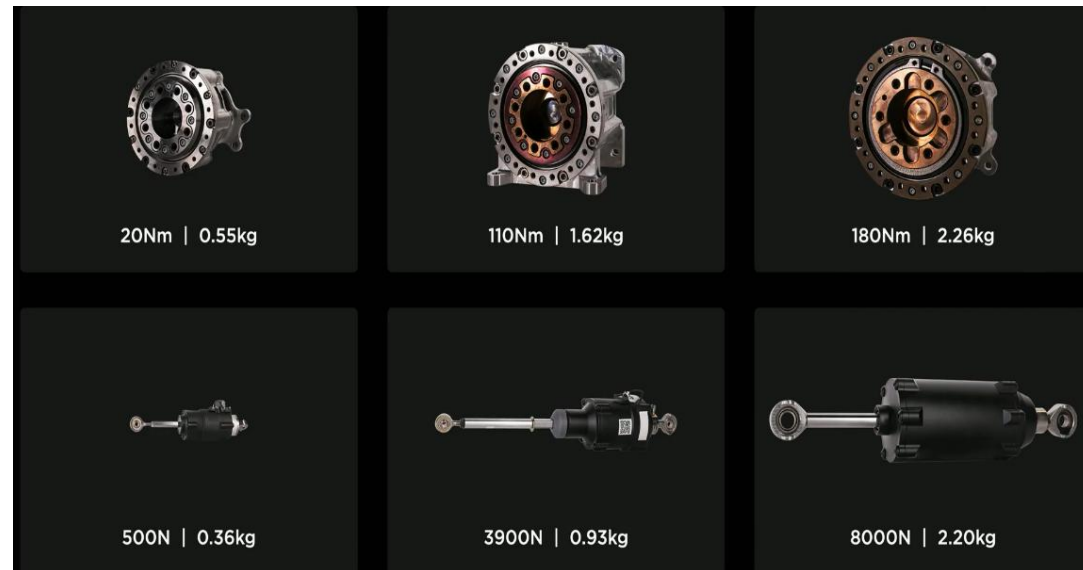 20Nm | 0.55kg
110Nm | 1.62kg
180Nm | 2.26kg
500N | 0.36kg
3900N | 0.93kg
8000N | 2.20kg